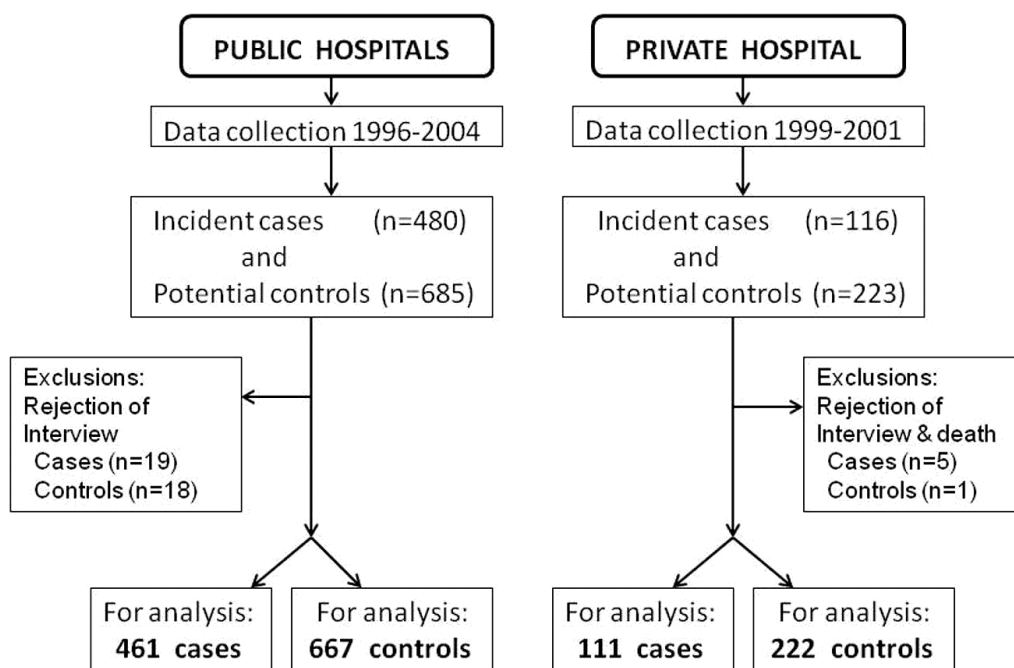 PUBLIC HOSPITALS
Data collection 1996-2004
Incident cases (n=480)
and
Potential controls (n=685)
Exclusions:
Rejection of
Interview
Cases (n=19)
Controls (n=18)
For analysis:
461 cases
For analysis:
667 controls
PRIVATE HOSPITAL
Data collection 1999-2001
Incident cases (n=116)
and
Potential controls (n=223)
Exclusions:
Rejection of
Interview & death
Cases (n=5)
Controls (n=1)
For analysis:
111 cases
For analysis:
222 controls